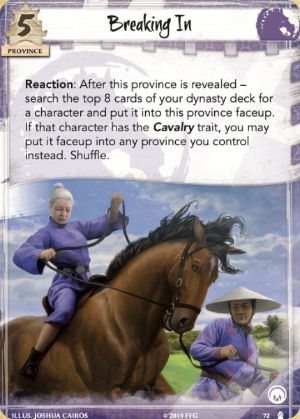 5
Breaking In
PROVINCE
Reaction: After this province is revealed –
search the top 8 cards of your dynasty deck for
a character and put it into this province faceup.
If that character has the Cavalry trait, you may
put it faceup into any province you control
instead. Shuffle.
ILLUS. JOSHUA CAIRÓS
©2019 FFG
72